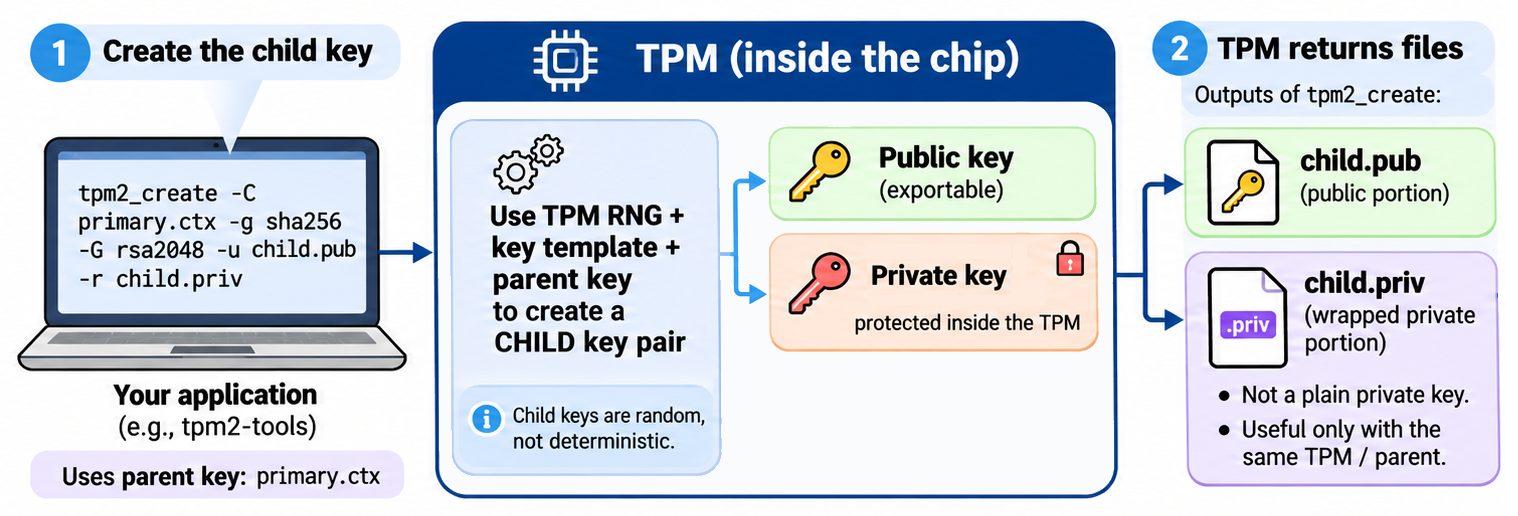 1 Create the child key
tpm2_create -C
primary.ctx -g sha256
-G rsa2048 -u child.pub
-r child.priv
Your application
(e.g., tpm2-tools)
Uses parent key: primary.ctx
TPM (inside the chip)
Use TPM RNG +
key template +
parent key
to create a
CHILD key pair
i Child keys are random,
not deterministic.
Public key
(exportable)
Private key
protected inside the TPM
2 TPM returns files
Outputs of tpm2_create:
child.pub
(public portion)
.priv
child.priv
(wrapped private
portion)
• Not a plain private key.
• Useful only with the
same TPM / parent.